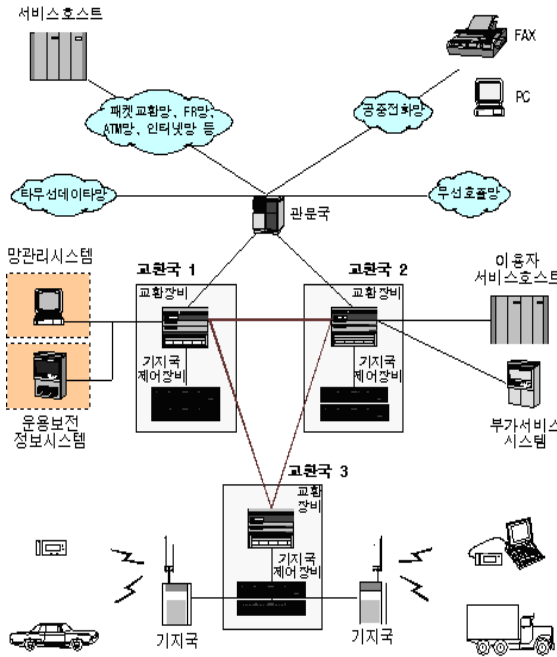 서비스호스트
FAX
PC
패켓교환망, FR망,
ATM망, 인터넷망 등
공중전화망
타무선데이타망
무선호출망
관문국
망관리시스템
교환국 1
교환국 2
이용자
서비스호스트
교환장비
교환장비
기지국
제어장비
기지국
제어장비
운용보전
정보시스템
부가서비스
시스템
교환국 3
교환
장비
기지국
제어장비
기지국
기지국